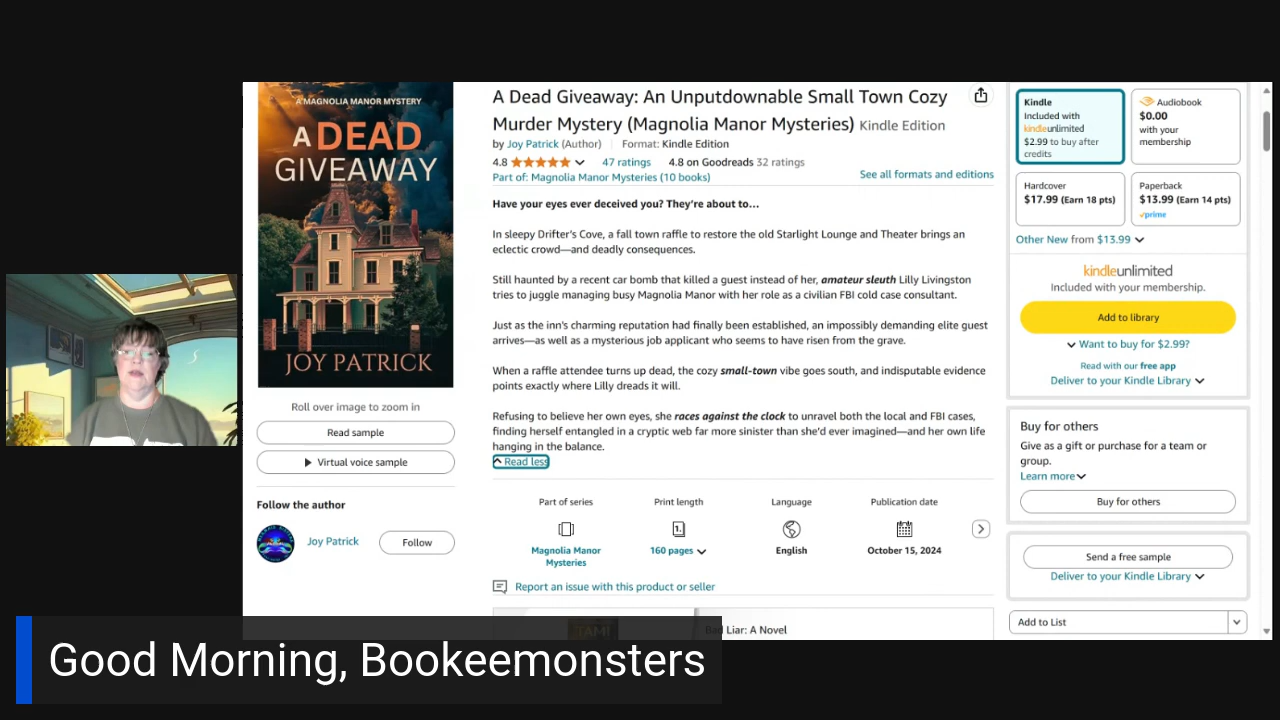 A MAGNOLIA MANOR MYSTERY
A DEAD
GIVEAWAY
JOY PATRICK
Roll over image to zoom in
Read sample
Virtual voice sample
Follow the author
Joy Patrick
Follow
A Dead Giveaway: An Unputdownable Small Town Cozy
Murder Mystery (Magnolia Manor Mysteries) Kindle Edition
by Joy Patrick (Author) Format: Kindle Edition
4.8 47 ratings 4.8 on Goodreads 32 ratings
Part of: Magnolia Manor Mysteries (10 books)
See all formats and editions
Have your eyes ever deceived you? They're about to…
In sleepy Drifter's Cove, a fall town raffle to restore the old Starlight Lounge and Theater brings an
eclectic crowd—and deadly consequences.
Still haunted by a recent car bomb that killed a guest instead of her, amateur sleuth Lilly Livingston
tries to juggle managing busy Magnolia Manor with her role as a civilian FBI cold case consultant.
Just as the inn's charming reputation had finally been established, an impossibly demanding elite guest
arrives—as well as a mysterious job applicant who seems to have risen from the grave.
When a raffle attendee turns up dead, the cozy small-town vibe goes south, and indisputable evidence
points exactly where Lilly dreads it will.
Refusing to believe her own eyes, she races against the clock to unravel both the local and FBI cases,
finding herself entangled in a cryptic web far more sinister than she'd ever imagined—and her own life
hanging in the balance.
Read less
Part of series
Magnolia Manor
Mysteries
Print length
1.
160 pages
Language
English
Publication date
October 15, 2024
Report an issue with this product or seller
Bad Liar: A Novel
TAMI
Kindle
Included with
kindleunlimited
$2.99 to buy after
credits
Audiobook
$0.00
with your
membership
Hardcover
$17.99 (Earn 18 pts)
Paperback
$13.99 (Earn 14 pts)
prime
Other New from $13.99
kindleunlimited
Included with your membership.
Add to library
Want to buy for $2.99?
Read with our free app
Deliver to your Kindle Library
Buy for others
Give as a gift or purchase for a team or
group.
Learn more
Buy for others
Send a free sample
Deliver to your Kindle Library
Add to List
Good Morning, Bookeemonsters